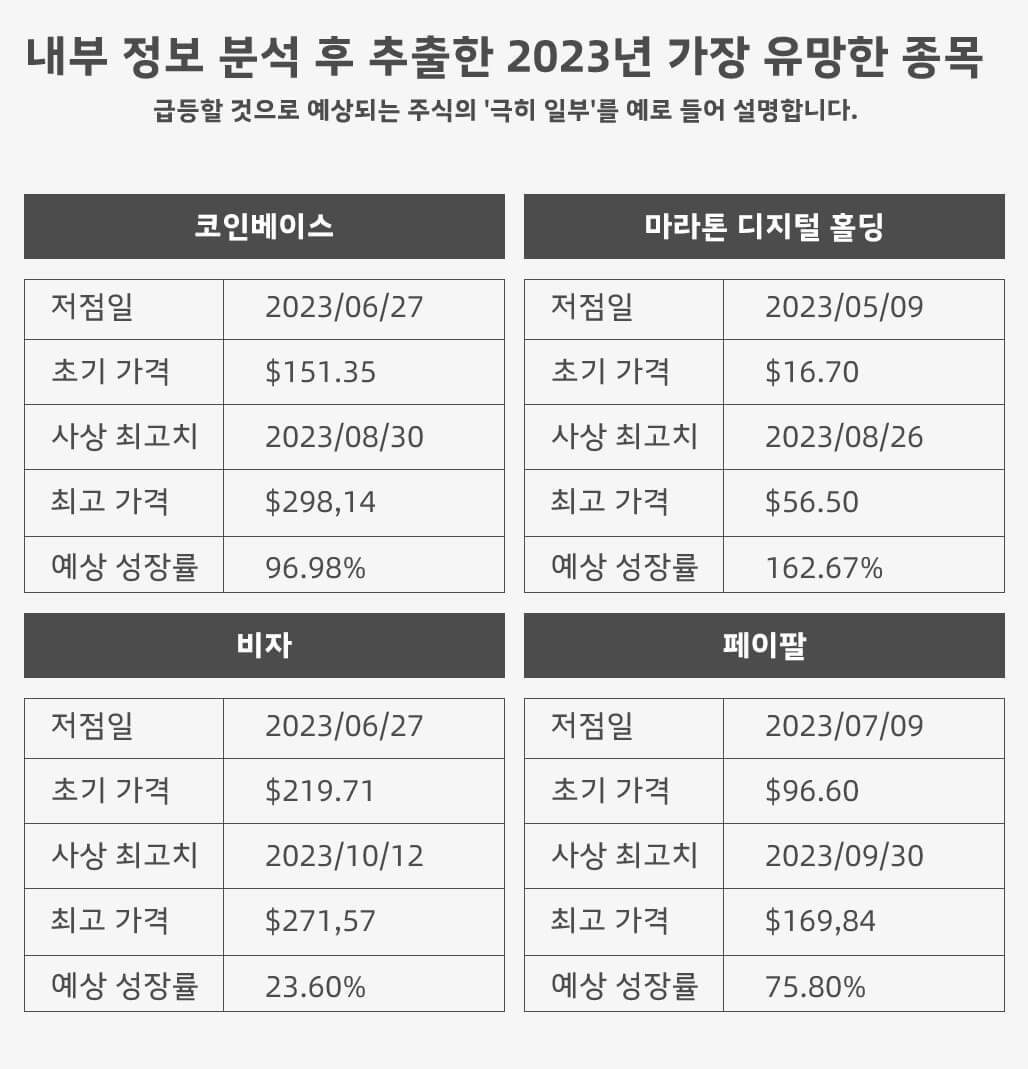 내부 정보 분석 후 추출한 2023년 가장 유망한 종목
급등할 것으로 예상되는 주식의 '극히 일부'를 예로 들어 설명합니다.
코인베이스
저점일 2023/06/27
초기 가격 $151.35
사상 최고치 2023/08/30
최고 가격 $298,14
예상 성장률 96.98%
마라톤 디지털 홀딩
저점일 2023/05/09
초기 가격 $16.70
사상 최고치 2023/08/26
최고 가격 $56.50
예상 성장률 162.67%
비자
저점일 2023/06/27
초기 가격 $219.71
사상 최고치 2023/10/12
최고 가격 $271,57
예상 성장률 23.60%
페이팔
저점일 2023/07/09
초기 가격 $96.60
사상 최고치 2023/09/30
최고 가격 $169,84
예상 성장률 75.80%